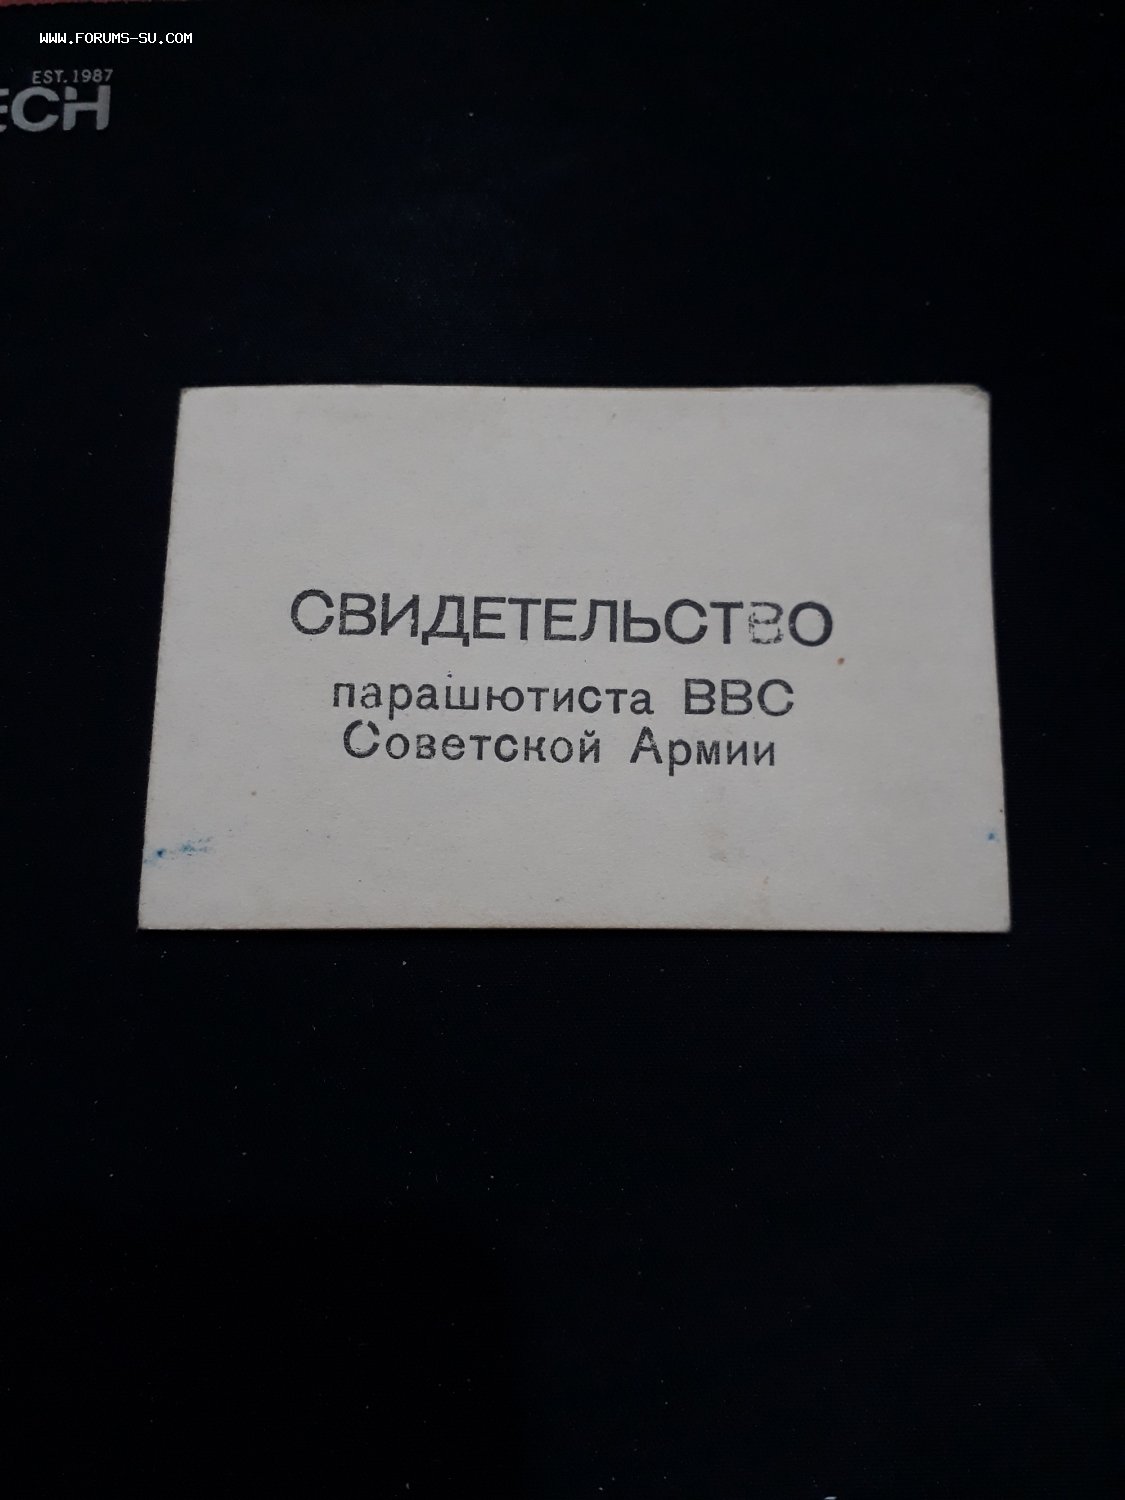 WWW.FORUMS-SU.COM
EST. 1987
ECH
СВИДЕТЕЛЬСТВО
парашютиста ВВС
Советской Армии